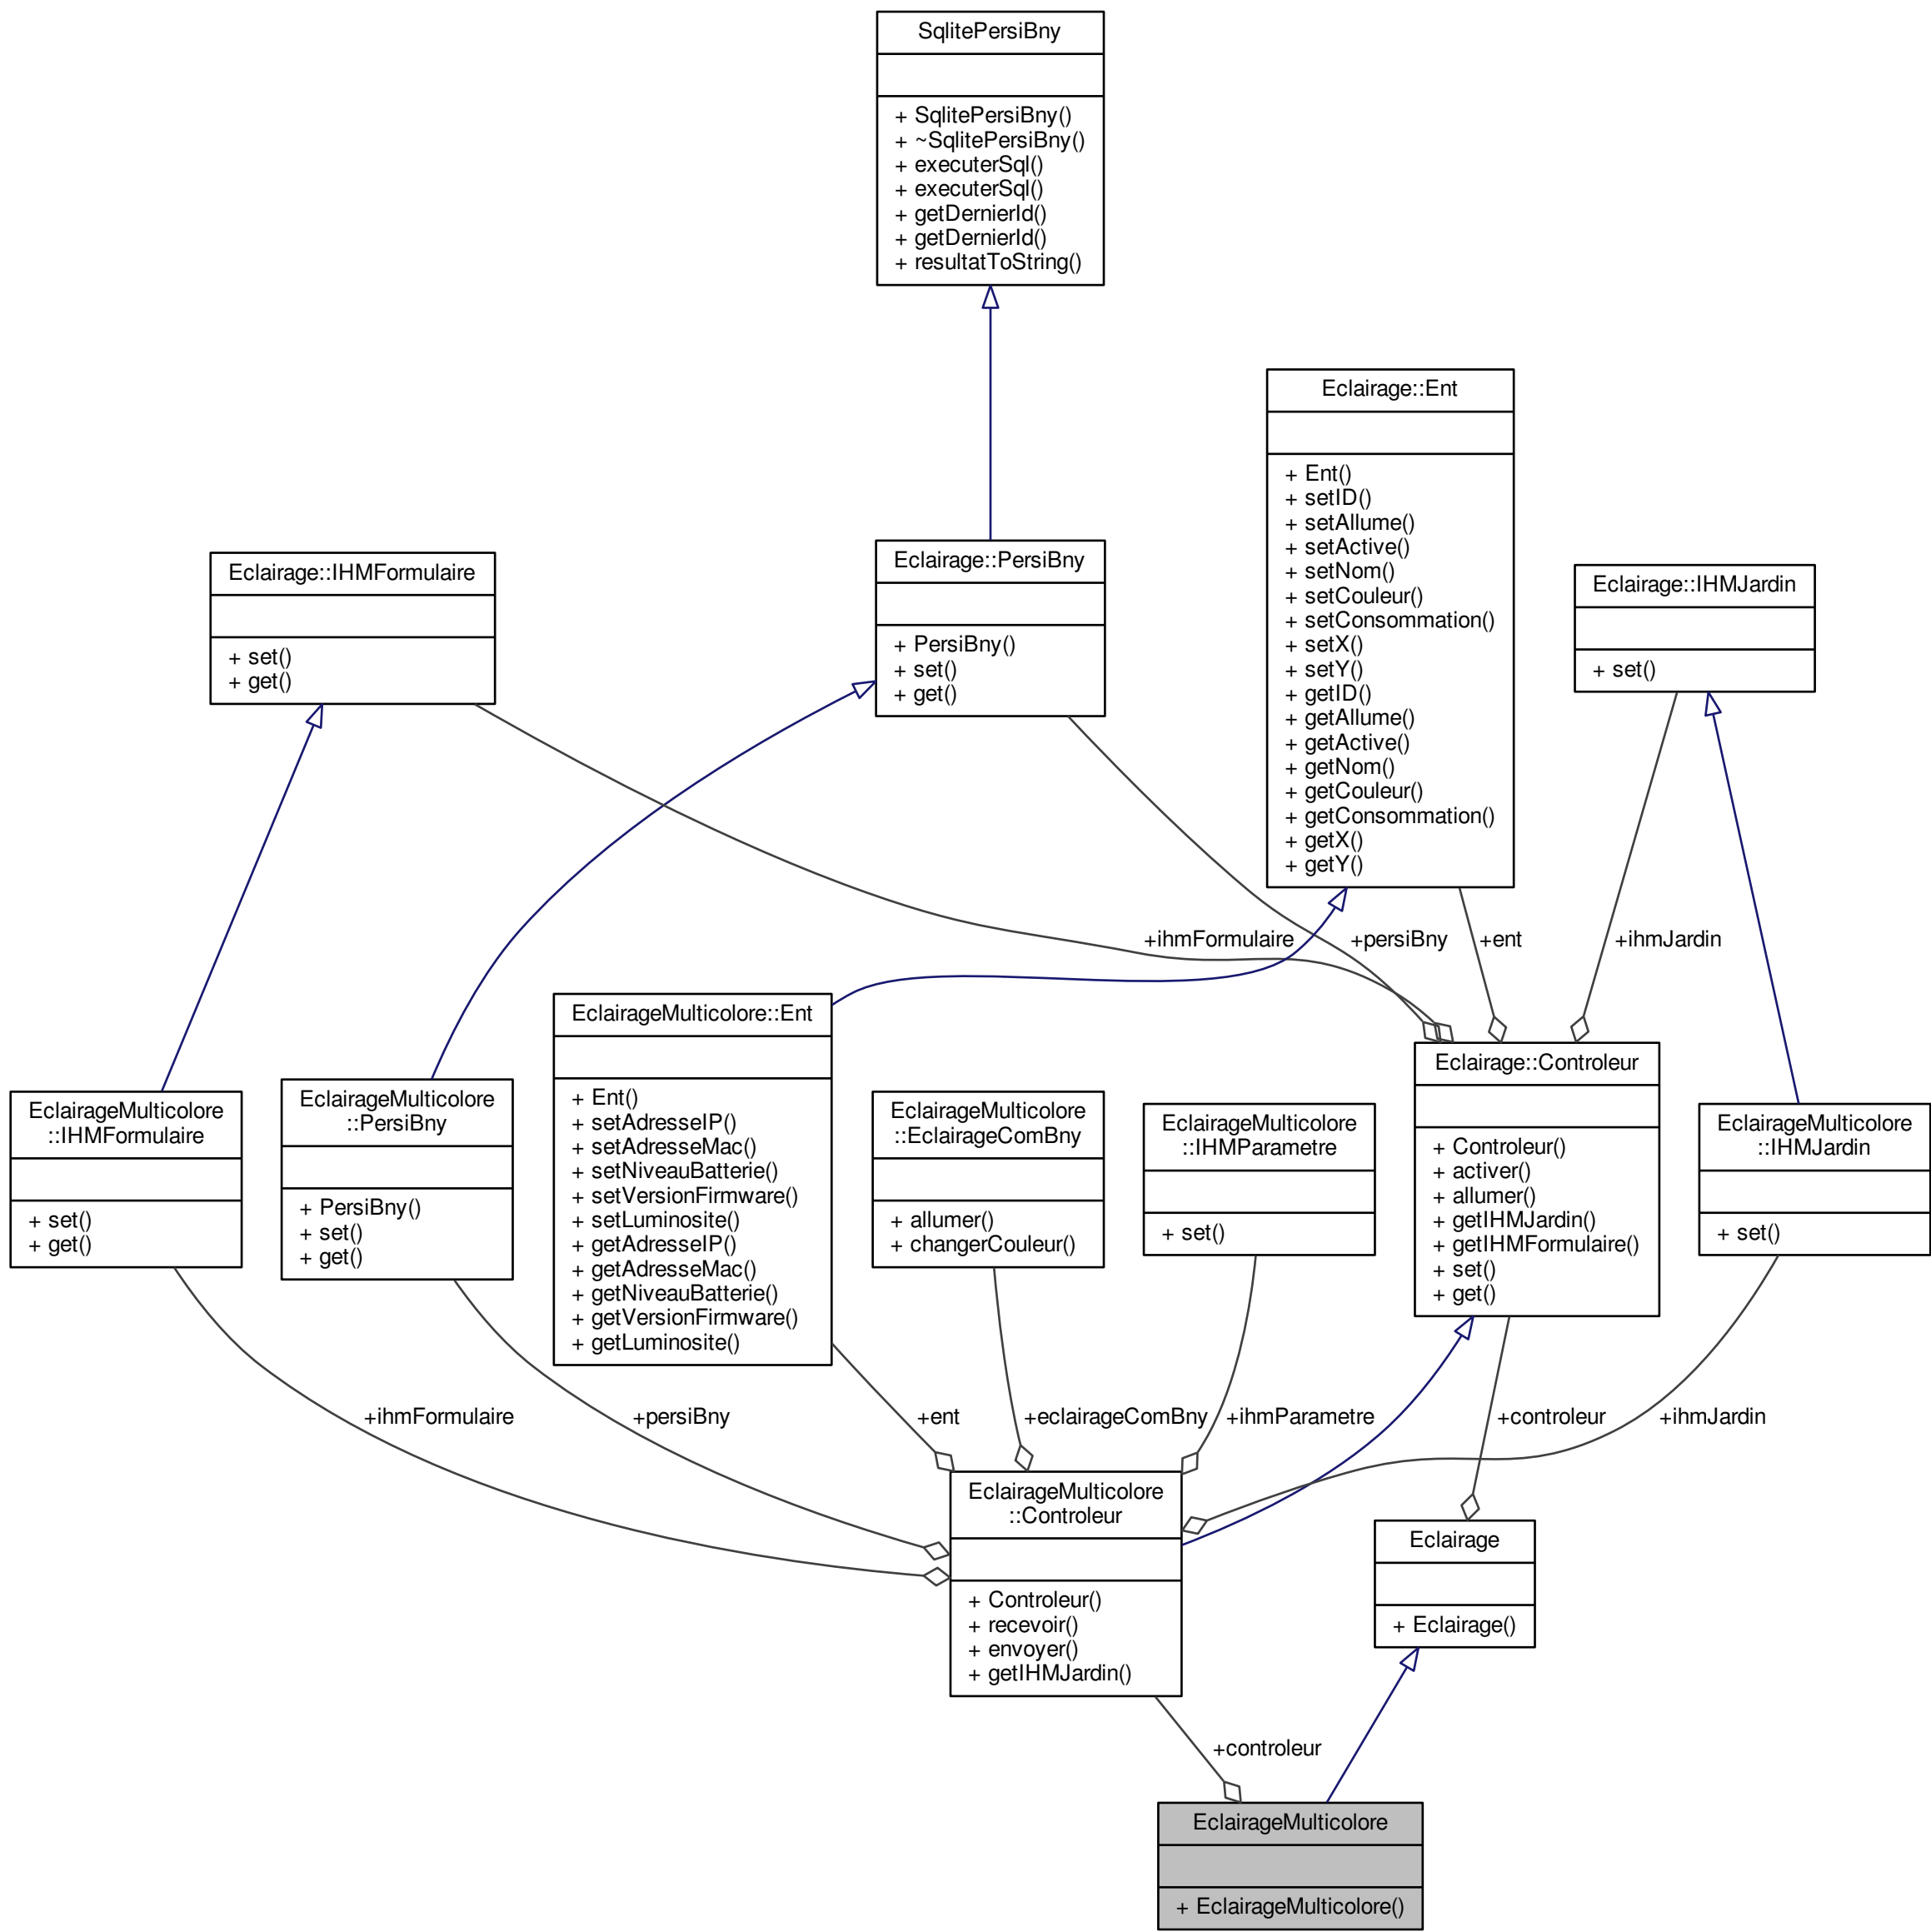 SqlitePersiBny
+ SqlitePersiBny()
+ ~SqlitePersiBny()
+ executerSql()
+ executerSql()
+ getDernierId()
+ getDernierId()
+ resultatToString()
Eclairage::Ent
+ Ent()
+ setID()
+ setAllume()
+ setActive()
+ setNom()
+ setCouleur()
+ setConsommation()
+ setX()
+ setY()
+ getID()
+ getAllume()
+ getActive()
+ getNom()
+ getCouleur()
+ getConsommation()
+ getX()
+ getY()
Eclairage::IHMFormulaire
+ set()
+ get()
Eclairage::PersiBny
+ PersiBny()
+ set()
+ get()
Eclairage::IHMJardin
+ set()
+ihmFormulaire
+persiBny
+ent
+ihmJardin
EclairageMulticolore
::IHMFormulaire
+ set()
+ get()
EclairageMulticolore
::PersiBny
+ PersiBny()
+ set()
+ get()
EclairageMulticolore::Ent
+ Ent()
+ setAdresseIP()
+ setAdresseMac()
+ setNiveauBatterie()
+ setVersionFirmware()
+ setLuminosite()
+ getAdresseIP()
+ getAdresseMac()
+ getNiveauBatterie()
+ getVersionFirmware()
+ getLuminosite()
EclairageMulticolore
::EclairageComBny
+ allumer()
+ changerCouleur()
EclairageMulticolore
::IHMParametre
+ set()
Eclairage::Controleur
+ Controleur()
+ activer()
+ allumer()
+ getIHMJardin()
+ getIHMFormulaire()
+ set()
+ get()
EclairageMulticolore
::IHMJardin
+ set()
+ihmFormulaire
+persiBny
+ent
+eclairageComBny
+ihmParametre
+controleur
+ihmJardin
EclairageMulticolore
::Controleur
+ Controleur()
+ recevoir()
+ envoyer()
+ getIHMJardin()
Eclairage
+ Eclairage()
+controleur
EclairageMulticolore
+ EclairageMulticolore()